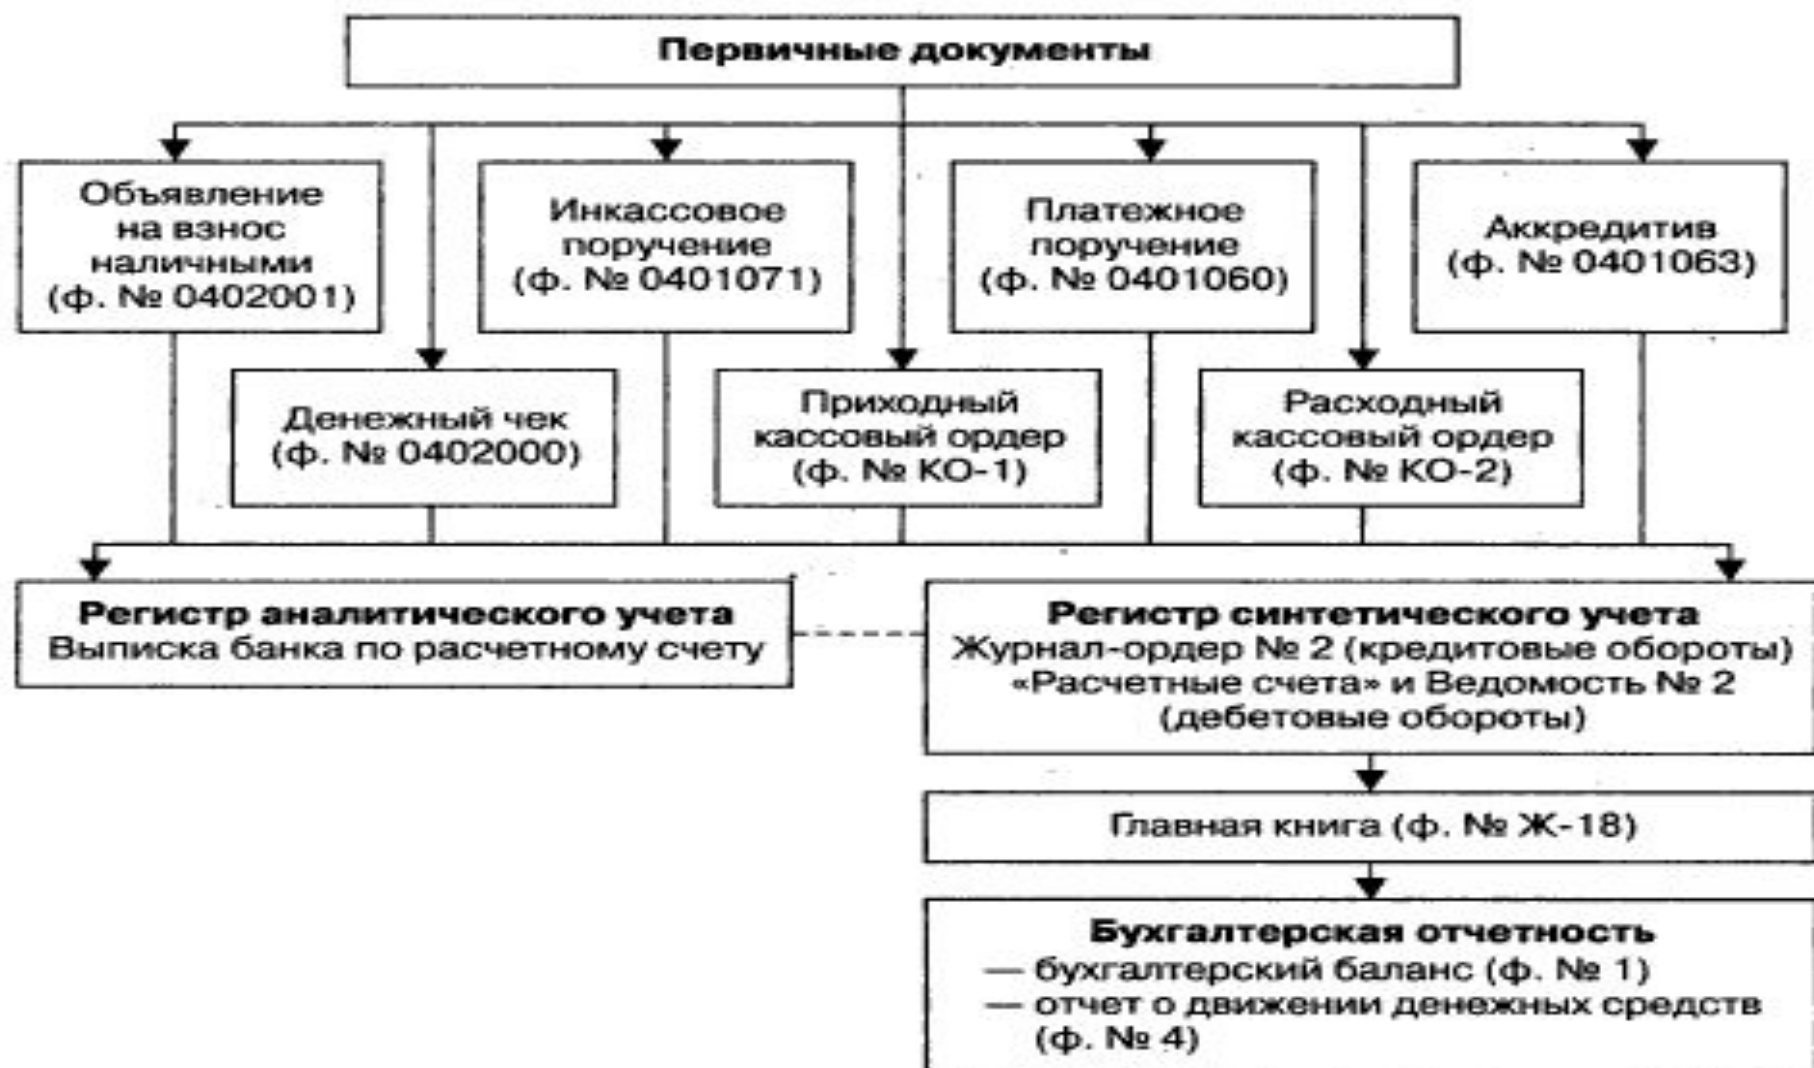 Первичные документы
Объявление
на взнос
наличными
(ф. № 0402001)
Инкассовое
поручение
(ф. № 0401071)
Платежное
поручение
(ф. № 0401060)
Аккредитив
(ф. № 0401063)
Денежный чек
(ф. № 0402000)
Приходный
кассовый ордер
(ф. № КО-1)
Расходный
кассовый ордер
(ф. № КО-2)
Регистр аналитического учета
Выписка банка по расчетному счету
Регистр синтетического учета
Журнал-ордер № 2 (кредитовые обороты)
«Расчетные счета» и Ведомость № 2
(дебетовые обороты)
Главная книга (ф. № Ж-18)
Бухгалтерская отчетность
— бухгалтерский баланс (ф. № 1)
— отчет о движении денежных средств
(ф. № 4)